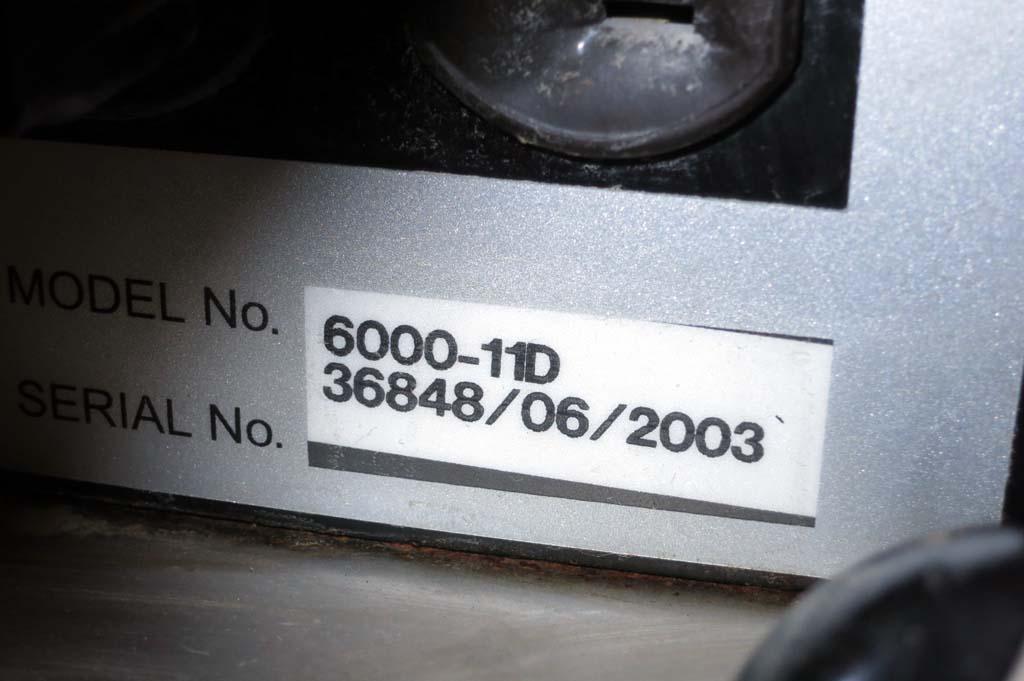 MODEL No. 6000-11D
SERIAL No. 36848/06/2003